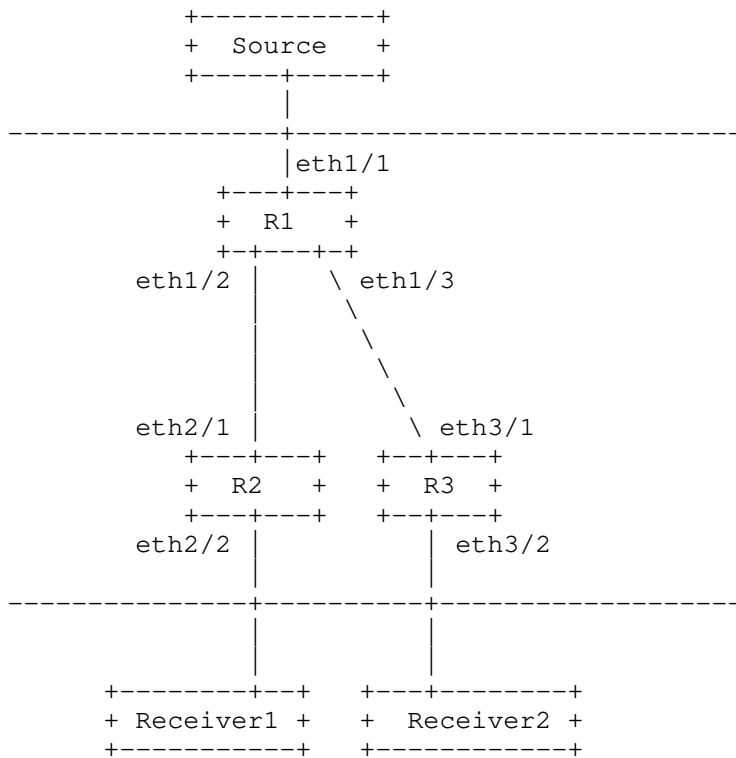 Source
eth1/1
R1
eth1/2 eth1/3
eth2/1 eth3/1
R2 R3
eth2/2 eth3/2
Receiver1 Receiver2